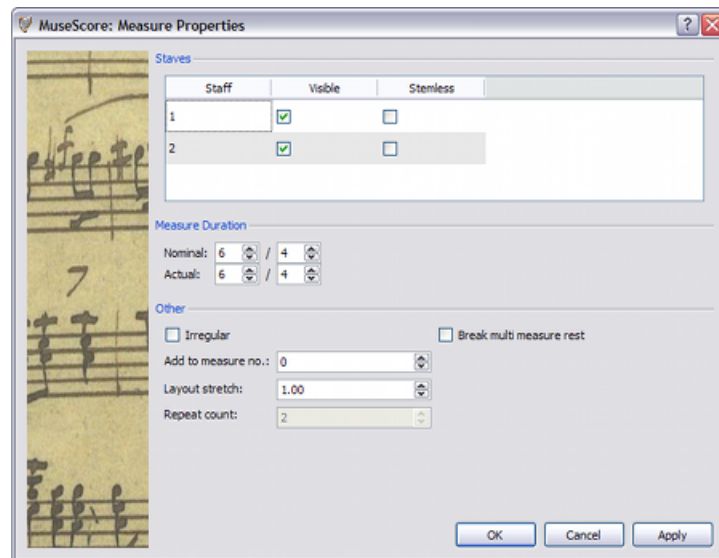 MuseScore: Measure Properties
Staves
Staff Visible Stemless
1
2
Measure Duration
Nominal: 6 / 4
Actual: 6 / 4
Other
Irregular Break multi measure rest
Add to measure no.: 0
Layout stretch: 1.00
Repeat count: 2
OK Cancel Apply
7